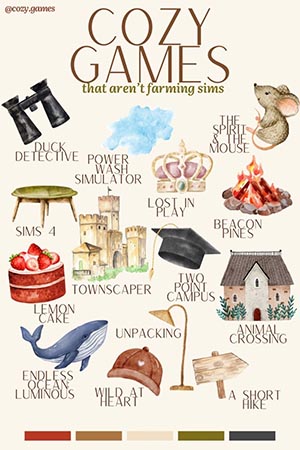 @cozy.games
COZY
GAMES
that aren't farming sims
DUCK
DETECTIVE
POWER
WASH
SIMULATOR
THE
SPIRIT
& THE
MOUSE
LOST IN
PLAY
BEACON
PINES
SIMS 4
TOWNSCAPER
TWO
POINT
CAMPUS
LEMON
CAKE
ANIMAL
CROSSING
UNPACKING
ENDLESS
OCEAN
LUMINOUS
WILD AT
HEART
A SHORT
HIKE